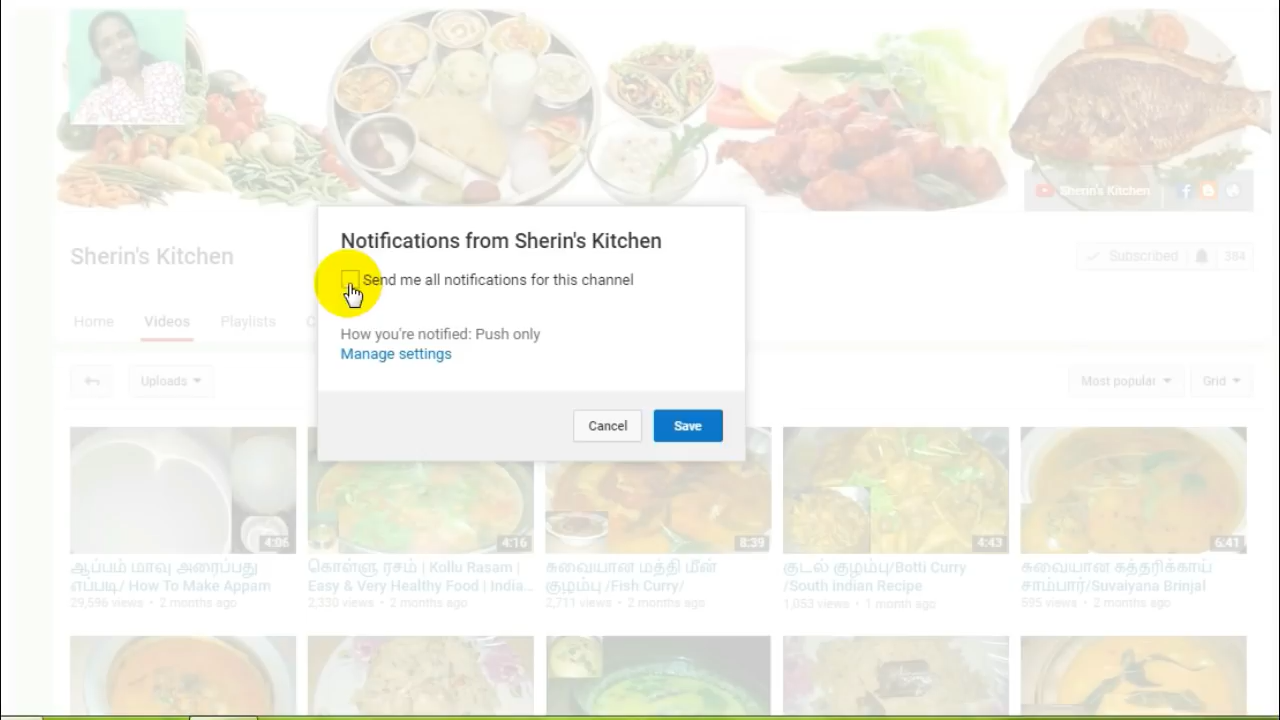 Sherin's Kitchen
Notifications from Sherin's Kitchen
Sherin's Kitchen
Subscribed 384
Send me all notifications for this channel
Home Videos Playlists
How you're notified: Push only
Manage settings
Uploads
Most popular
Grid
Cancel
Save
4:06
4:16
8:39
4:43
6:41
ஆப்பம் மாவு அரைப்பது
எப்படி/ How To Make Appam
29,596 views • 2 months ago
கொள்ளு ரசம் | Kollu Rasam |
Easy & Very Healthy Food | India...
2,330 views • 2 months ago
சுவையான மத்தி மீன்
குழம்பு /Fish Curry/
2,711 views • 2 months ago
குடல் குழம்பு/Botti Curry
/South Indian Recipe
1,053 views • 1 month ago
சுவையான கத்தரிக்காய்
சாம்பார்/Suvaiyana Brinjal
595 views • 2 months ago